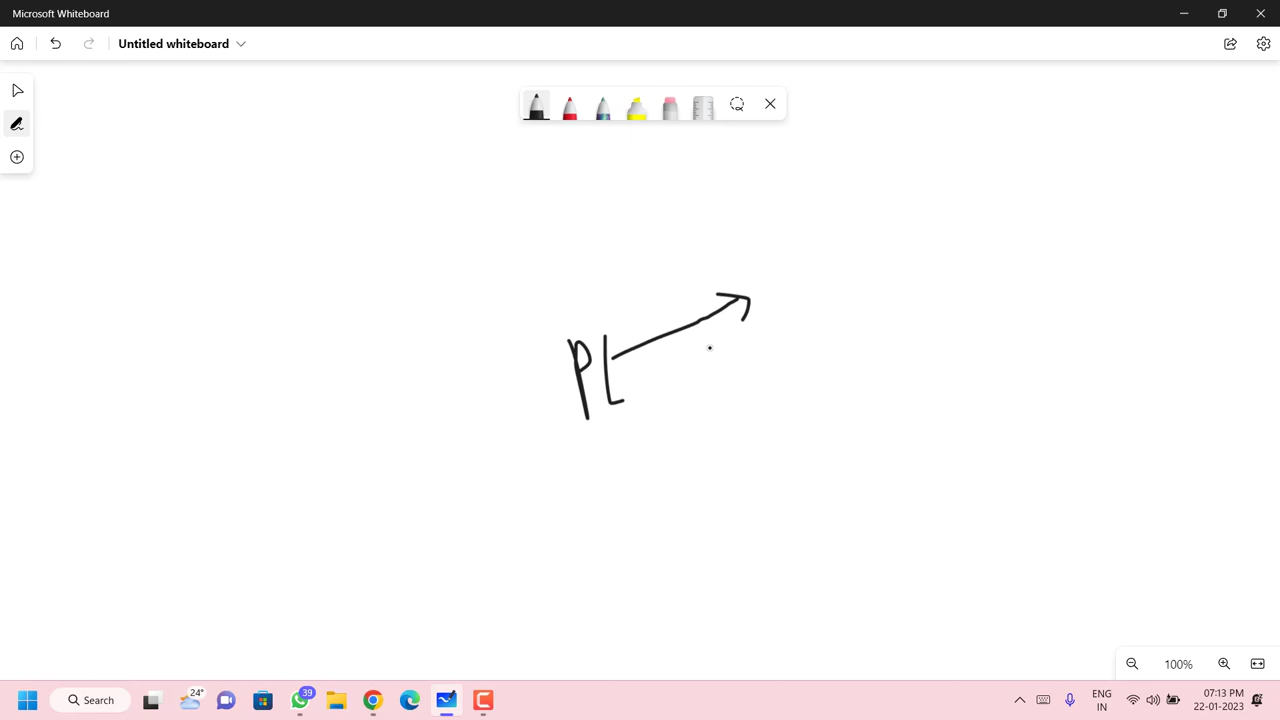 Microsoft Whiteboard
Untitled whiteboard
PL
100%
24°
Search
39
ENG
IN
07:13 PM
22-01-2023